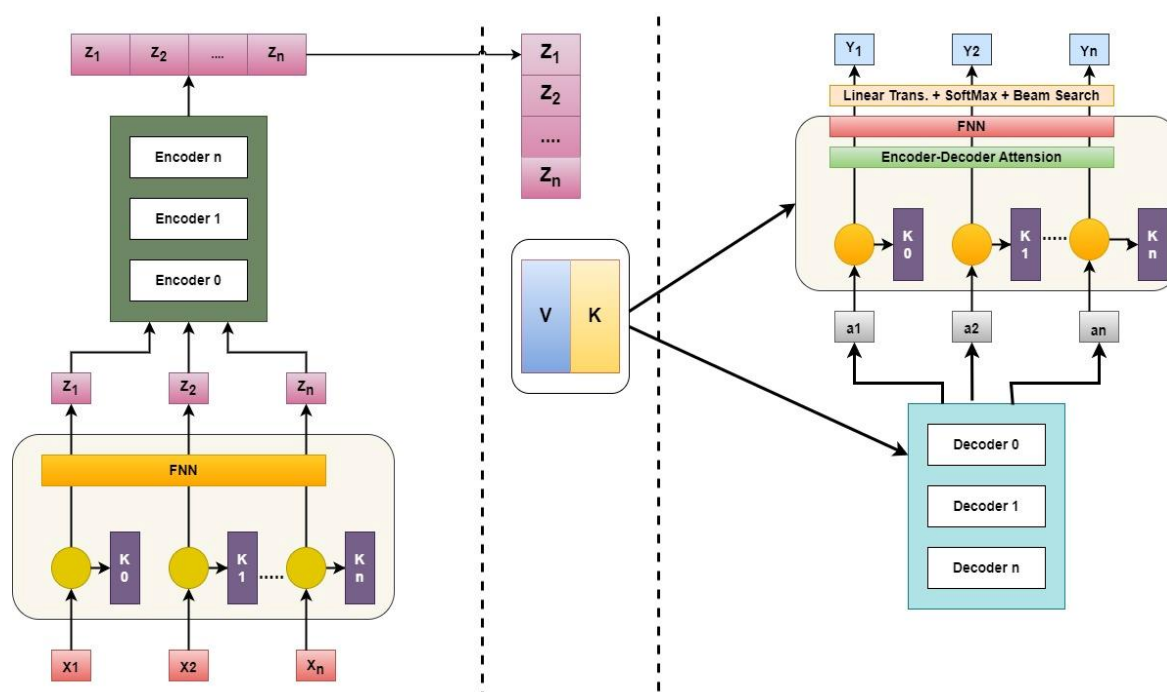 Z1 Z2 .... Zn
Encoder n
Encoder 1
Encoder 0
Z1 Z2 Zn
FNN
K 0
K 1
.....
K n
X1 X2 Xn
Z1
Z2
....
Zn
V K
Y1 Y2 Yn
Linear Trans. + SoftMax + Beam Search
FNN
Encoder-Decoder Attension
K 0
K 1
.....
K n
a1 a2 an
Decoder 0
Decoder 1
Decoder n